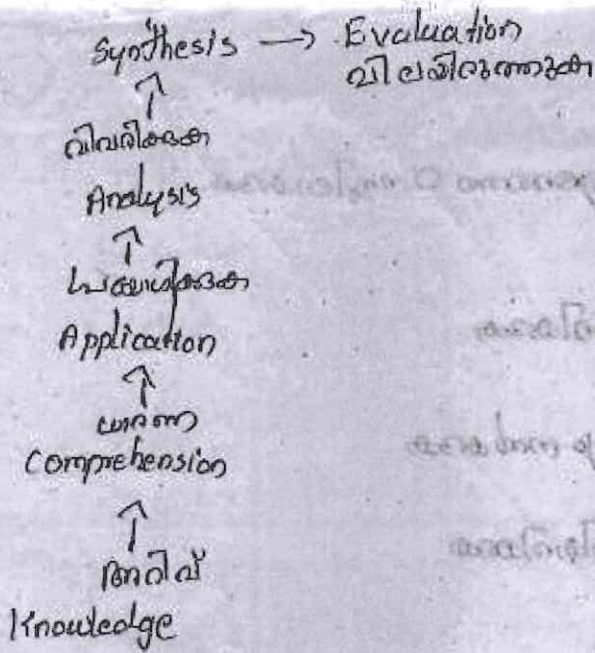 Synthesis → Evaluation
വിലയിരുത്തുക
↑
വിവരിക്കുക
Analysis
↑
പ്രയോഗിക്കുക
Application
↑
ധാരണ
Comprehension
↑
അറിവ്
Knowledge